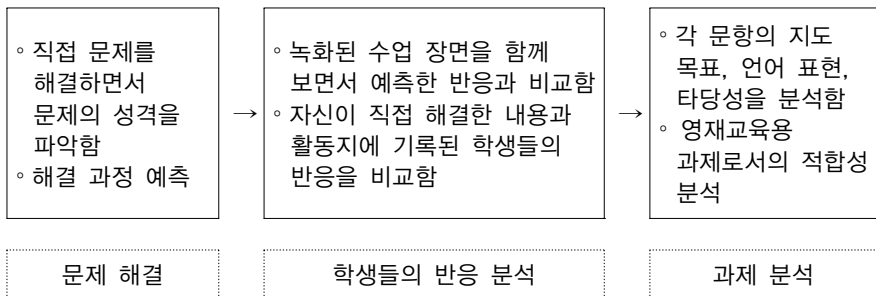 ◦ 직접 문제를
해결하면서
문제의 성격을
파악함
◦ 해결 과정 예측
→
◦ 녹화된 수업 장면을 함께
보면서 예측한 반응과 비교함
◦ 자신이 직접 해결한 내용과
활동지에 기록된 학생들의
반응을 비교함
→
◦ 각 문항의 지도
목표, 언어 표현,
타당성을 분석함
◦ 영재교육용
과제로서의 적합성
분석
문제 해결
학생들의 반응 분석
과제 분석